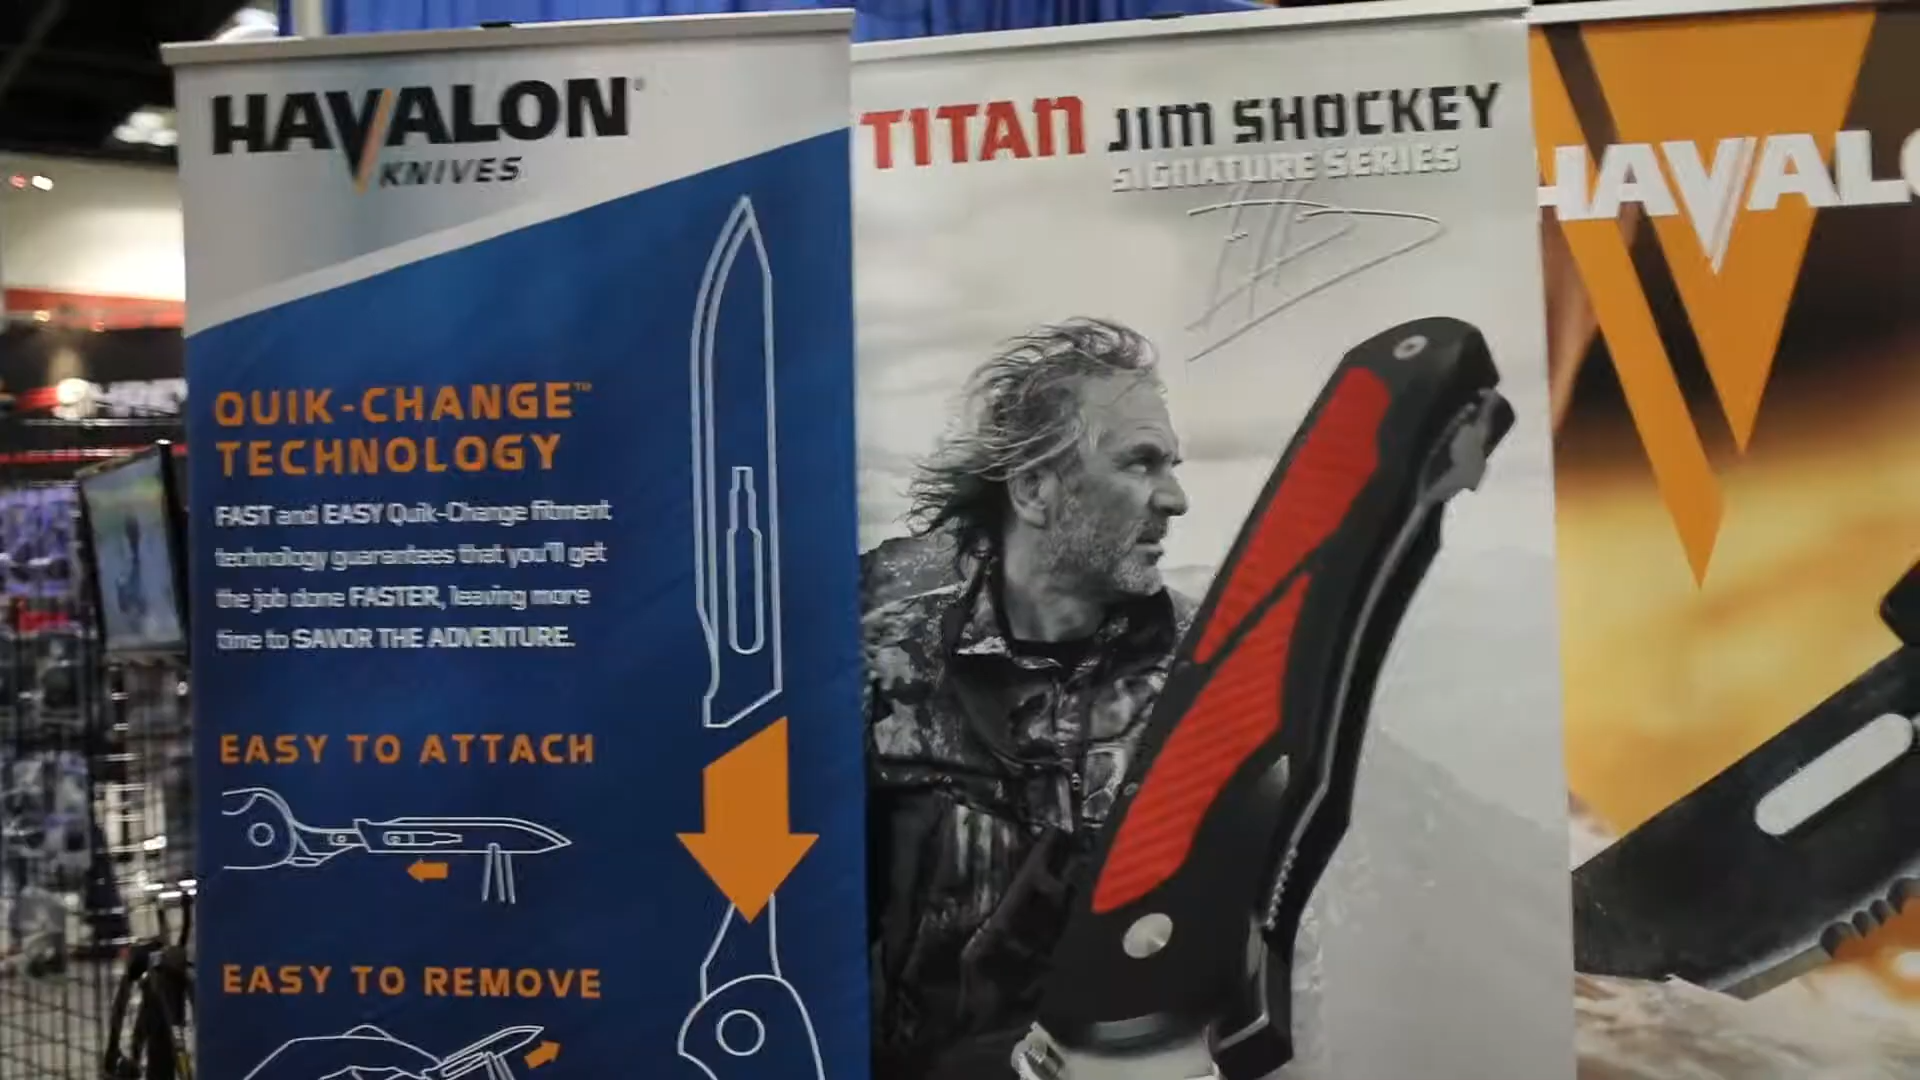 HAVALON®
KNIVES
QUIK-CHANGE™
TECHNOLOGY
FAST and EASY Quik-Change fitment
technology guarantees that you'll get
the job done FASTER, leaving more
time to SAVOR THE ADVENTURE.
EASY TO ATTACH
EASY TO REMOVE
TITAN JIM SHOCKEY
SIGNATURE SERIES
HAVALO